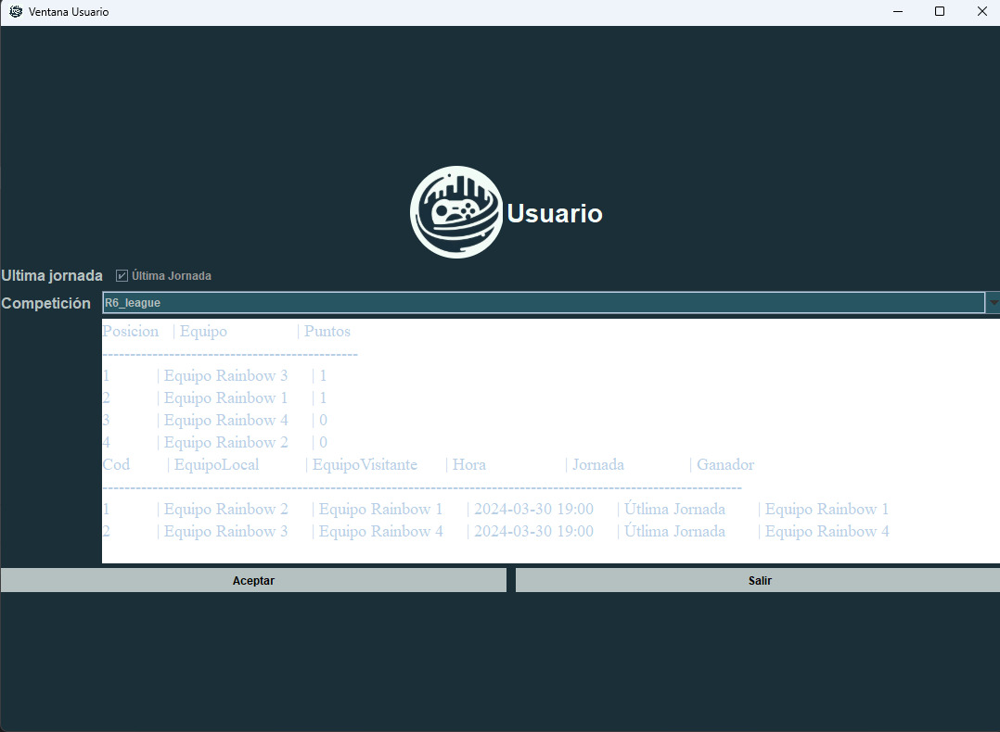 Ventana Usuario
Usuario
Ultima jornada Última Jornada
Competición R6_league
Posicion | Equipo | Puntos
----------------------------------------------
1 | Equipo Rainbow 3 | 1
2 | Equipo Rainbow 1 | 1
3 | Equipo Rainbow 4 | 0
4 | Equipo Rainbow 2 | 0
Cod | EquipoLocal | EquipoVisitante | Hora | Jornada | Ganador
-------------------------------------------------------------------------------------------------------------------
1 | Equipo Rainbow 2 | Equipo Rainbow 1 | 2024-03-30 19:00 | Útlima Jornada | Equipo Rainbow 1
2 | Equipo Rainbow 3 | Equipo Rainbow 4 | 2024-03-30 19:00 | Útlima Jornada | Equipo Rainbow 4
Aceptar Salir